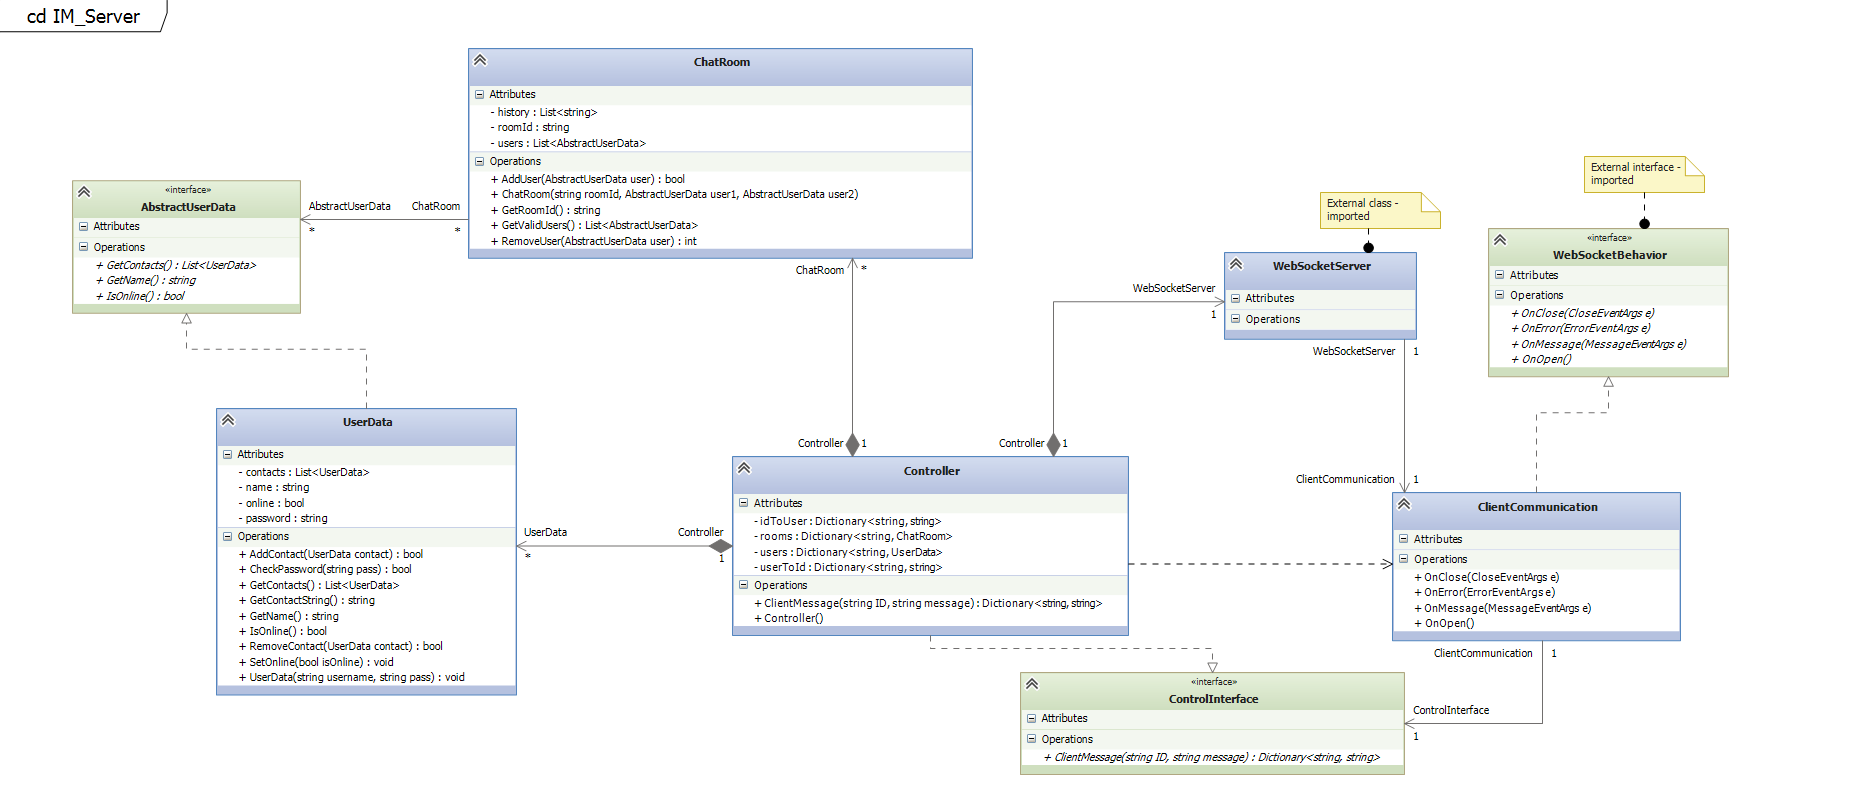 cd IM_Server
ChatRoom
Attributes
- history : List<string>
- roomId : string
- users : List<AbstractUserData>
Operations
+ AddUser(AbstractUserData user) : bool
+ ChatRoom(string roomId, AbstractUserData user1, AbstractUserData user2)
+ GetRoomId() : string
+ GetValidUsers() : List<AbstractUserData>
+ RemoveUser(AbstractUserData user) : int
«interface»
AbstractUserData
Attributes
Operations
+ GetContacts() : List<UserData>
+ GetName() : string
+ IsOnline() : bool
AbstractUserData
*
ChatRoom
*
External class -
imported
External interface -
imported
WebSocketServer
Attributes
Operations
«interface»
WebSocketBehavior
Attributes
Operations
+ OnClose(CloseEventArgs e)
+ OnError(ErrorEventArgs e)
+ OnMessage(MessageEventArgs e)
+ OnOpen()
ChatRoom
*
WebSocketServer
1
WebSocketServer
1
UserData
Attributes
- contacts : List<UserData>
- name : string
- online : bool
- password : string
Operations
+ AddContact(UserData contact) : bool
+ CheckPassword(string pass) : bool
+ GetContacts() : List<UserData>
+ GetContactString() : string
+ GetName() : string
+ IsOnline() : bool
+ RemoveContact(UserData contact) : bool
+ SetOnline(bool isOnline) : void
+ UserData(string username, string pass) : void
Controller
1
Controller
1
UserData
*
Controller
1
Controller
Attributes
- idToUser : Dictionary<string, string>
- rooms : Dictionary<string, ChatRoom>
- users : Dictionary<string, UserData>
- userToId : Dictionary<string, string>
Operations
+ ClientMessage(string ID, string message) : Dictionary<string, string>
+ Controller()
ClientCommunication
1
ClientCommunication
Attributes
Operations
+ OnClose(CloseEventArgs e)
+ OnError(ErrorEventArgs e)
+ OnMessage(MessageEventArgs e)
+ OnOpen()
ClientCommunication
1
ControlInterface
1
«interface»
ControlInterface
Attributes
Operations
+ ClientMessage(string ID, string message) : Dictionary<string, string>